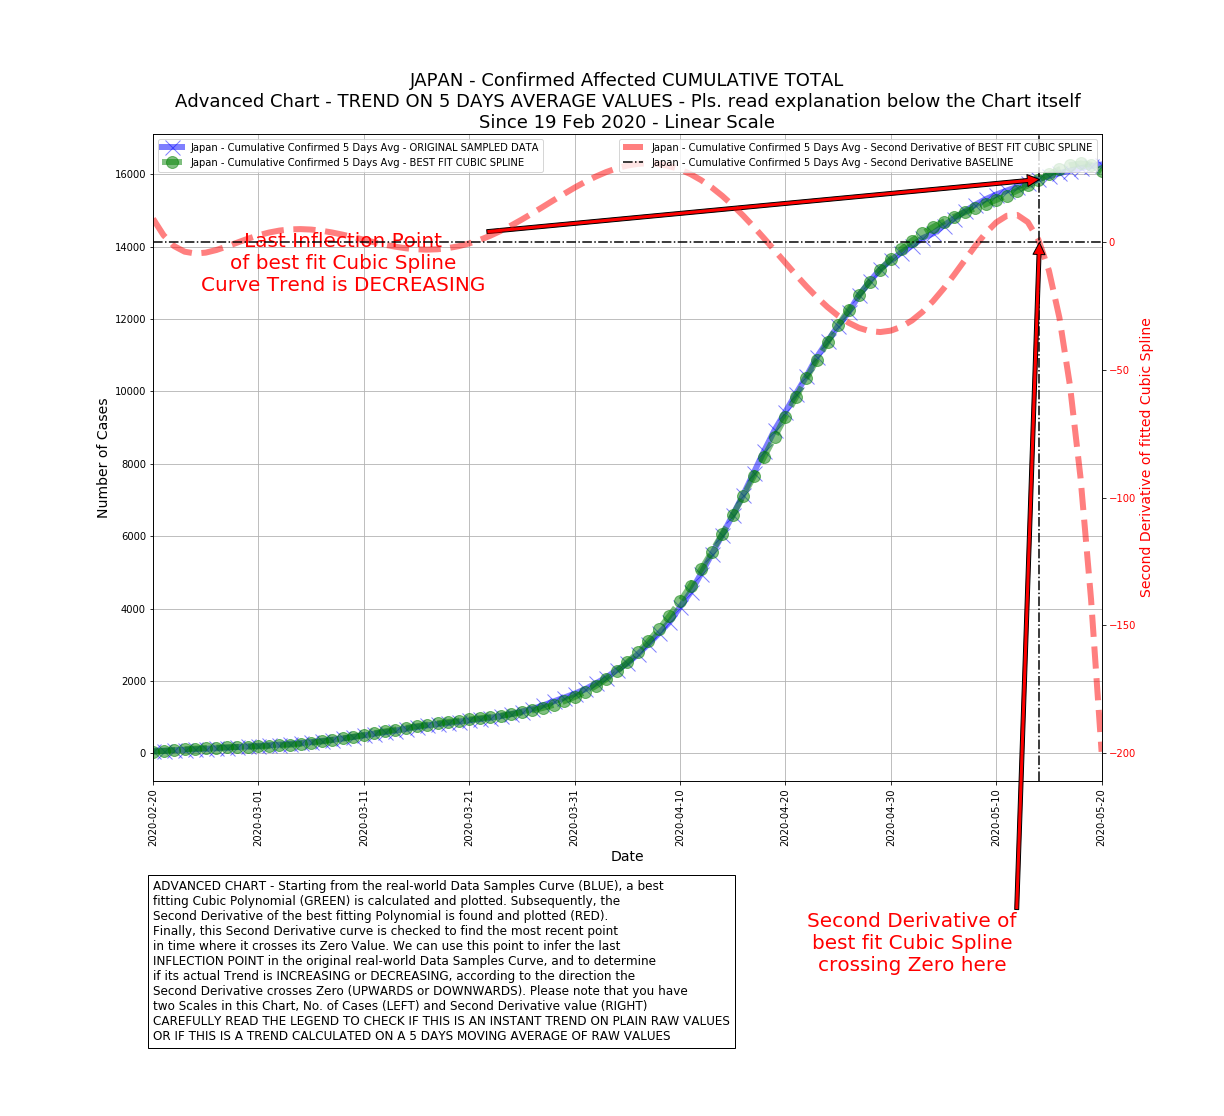 JAPAN - Confirmed Affected CUMULATIVE TOTAL
Advanced Chart - TREND ON 5 DAYS AVERAGE VALUES - Pls. read explanation below the Chart itself
Since 19 Feb 2020 - Linear Scale
Japan - Cumulative Confirmed 5 Days Avg - ORIGINAL SAMPLED DATA
Japan - Cumulative Confirmed 5 Days Avg - BEST FIT CUBIC SPLINE
Japan - Cumulative Confirmed 5 Days Avg - Second Derivative of BEST FIT CUBIC SPLINE
Japan - Cumulative Confirmed 5 Days Avg - Second Derivative BASELINE
Last Inflection Point
of best fit Cubic Spline
Curve Trend is DECREASING
Number of Cases
16000
14000
12000
10000
8000
6000
4000
2000
0
0
−50
−100
−150
−200
Second Derivative of fitted Cubic Spline
2020-02-20
2020-03-01
2020-03-11
2020-03-21
2020-03-31
2020-04-10
2020-04-20
2020-04-30
2020-05-10
2020-05-20
Date
Second Derivative of
best fit Cubic Spline
crossing Zero here
ADVANCED CHART - Starting from the real-world Data Samples Curve (BLUE), a best
fitting Cubic Polynomial (GREEN) is calculated and plotted. Subsequently, the
Second Derivative of the best fitting Polynomial is found and plotted (RED).
Finally, this Second Derivative curve is checked to find the most recent point
in time where it crosses its Zero Value. We can use this point to infer the last
INFLECTION POINT in the original real-world Data Samples Curve, and to determine
if its actual Trend is INCREASING or DECREASING, according to the direction the
Second Derivative crosses Zero (UPWARDS or DOWNWARDS). Please note that you have
two Scales in this Chart, No. of Cases (LEFT) and Second Derivative value (RIGHT)
CAREFULLY READ THE LEGEND TO CHECK IF THIS IS AN INSTANT TREND ON PLAIN RAW VALUES
OR IF THIS IS A TREND CALCULATED ON A 5 DAYS MOVING AVERAGE OF RAW VALUES